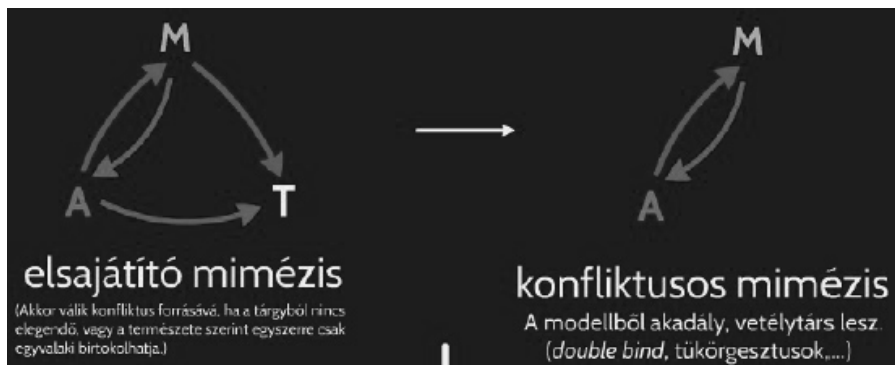 M
A
T
elsajátító mimézis
(Akkor válik konfliktus forrásává, ha a tárgyból nincs
elegendő, vagy a természete szerint egyszerre csak
egyvalaki birtokolhatja.)
M
A
konfliktusos mimézis
A modellből akadály, vetélytárs lesz.
(double bind, tükörgesztusok,...)